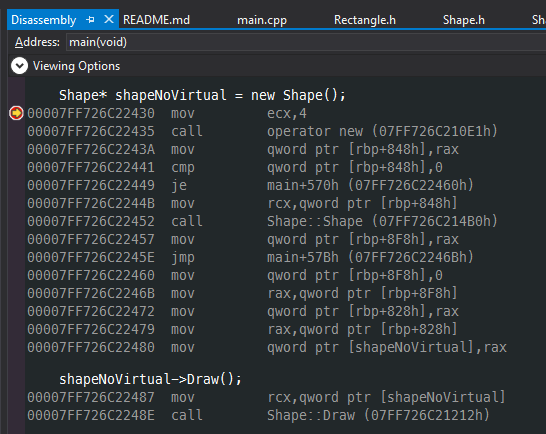 Disassembly README.md main.cpp Rectangle.h Shape.h Sha
Address: main(void)
Viewing Options
Shape* shapeNoVirtual = new Shape();
00007FF726C22430 mov ecx,4
00007FF726C22435 call operator new (07FF726C210E1h)
00007FF726C2243A mov qword ptr [rbp+848h],rax
00007FF726C22441 cmp qword ptr [rbp+848h],0
00007FF726C22449 je main+570h (07FF726C22460h)
00007FF726C2244B mov rcx,qword ptr [rbp+848h]
00007FF726C22452 call Shape::Shape (07FF726C214B0h)
00007FF726C22457 mov qword ptr [rbp+8F8h],rax
00007FF726C2245E jmp main+57Bh (07FF726C2246Bh)
00007FF726C22460 mov qword ptr [rbp+8F8h],0
00007FF726C2246B mov rax,qword ptr [rbp+8F8h]
00007FF726C22472 mov qword ptr [rbp+828h],rax
00007FF726C22479 mov rax,qword ptr [rbp+828h]
00007FF726C22480 mov qword ptr [shapeNoVirtual],rax
shapeNoVirtual->Draw();
00007FF726C22487 mov rcx,qword ptr [shapeNoVirtual]
00007FF726C2248E call Shape::Draw (07FF726C21212h)